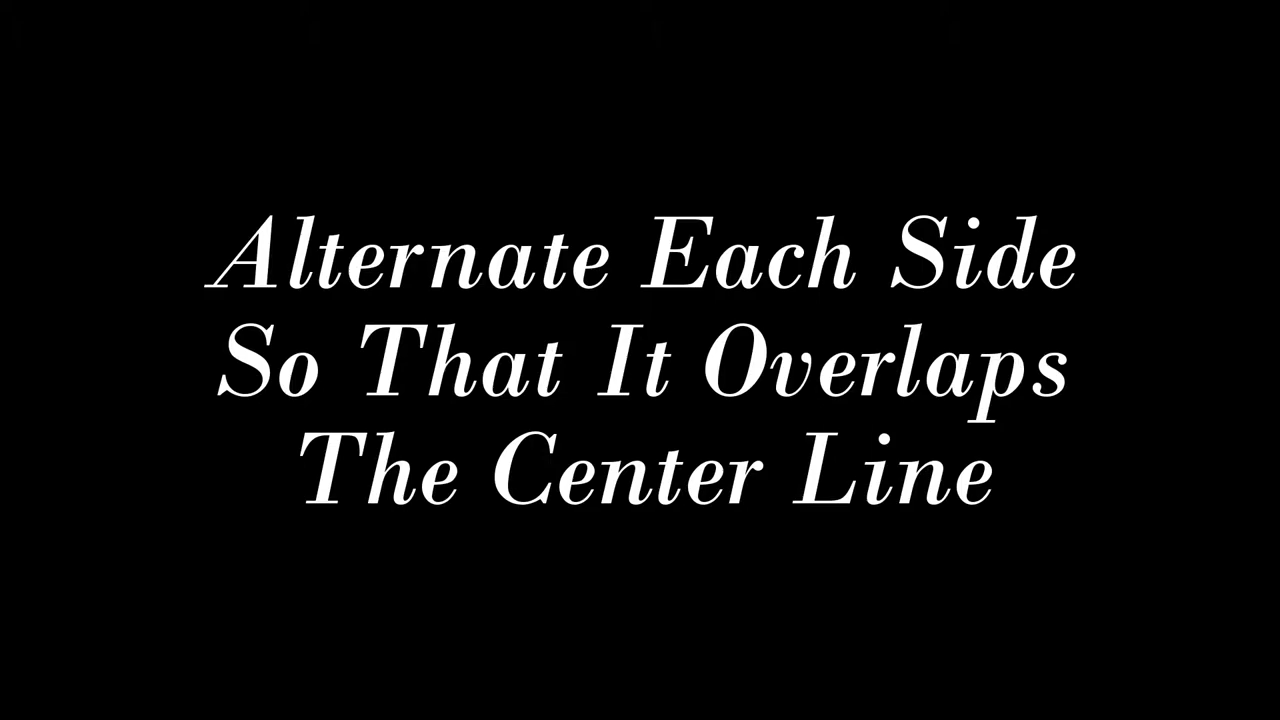 Alternate Each Side
So That It Overlaps
The Center Line